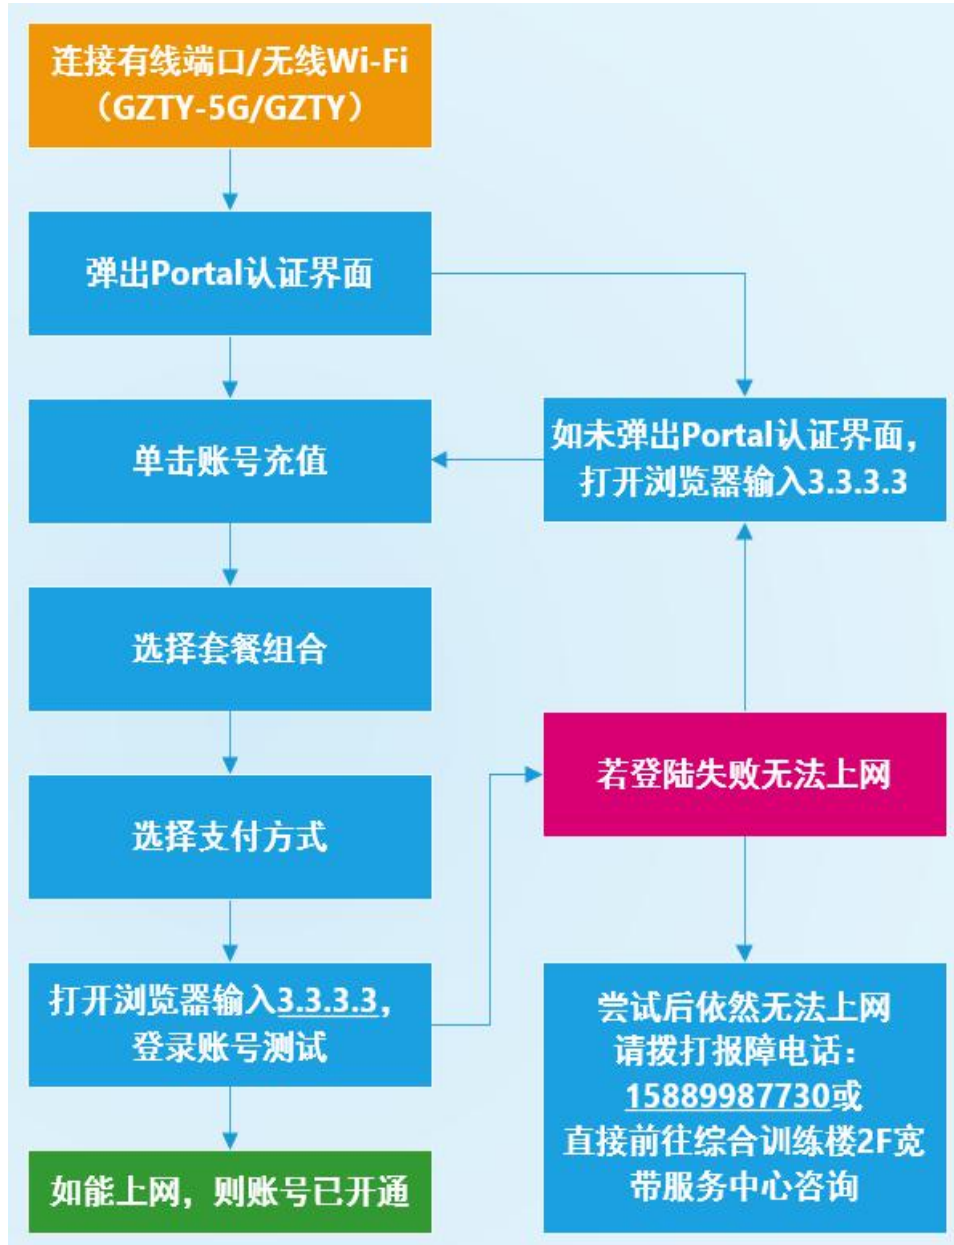 连接有线端口/无线Wi-Fi
（GZTY-5G/GZTY）
弹出Portal认证界面
单击账号充值
如未弹出Portal认证界面，
打开浏览器输入3.3.3.3
选择套餐组合
选择支付方式
若登陆失败无法上网
打开浏览器输入3.3.3.3，
登录账号测试
如能上网，则账号已开通
尝试后依然无法上网
请拨打报障电话：
15889987730或
直接前往综合训练楼2F宽
带服务中心咨询